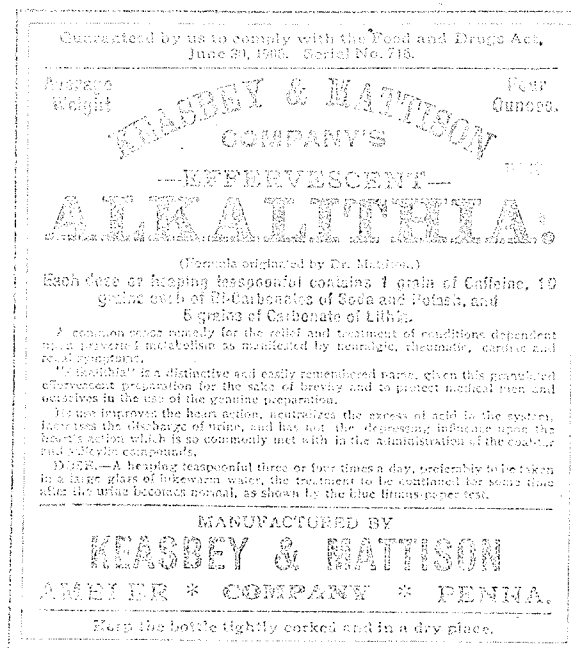 Guaranteed by us to comply with the Food and Drugs Act,
June 30, 1906. Serial No. 715.
Average Weight
Four Ounces.
KEASBEY & MATTISON
COMPANY'S
—EFFERVESCENT—
ALKALITHIA:
(Formula originated by Dr. Mattison.)
Each dose or heaping teaspoonful contains 1 grain of Caffeine, 10
grains each of Bi-Carbonates of Soda and Potash, and
5 grains of Carbonate of Lithia.
A common sense remedy for the relief and treatment of conditions dependent
upon perverted metabolism as manifested by neuralgic, rheumatic, cardiac and
renal symptoms.
"Alkalithia" is a distinctive and easily remembered name, given this granulated
effervescent preparation for the sake of brevity and to protect medical men and
ourselves in the use of the genuine preparation.
Its use improves the heart action, neutralizes the excess of acid in the system,
increases the discharge of urine, and has not the depressing influence upon the
heart's action which is so commonly met with in the administration of the coal-tar
and salicylic compounds.
DOSE.—A heaping teaspoonful three or four times a day, preferably to be taken
in a large glass of lukewarm water, the treatment to be continued for some time
after the urine becomes normal, as shown by the blue litmus-paper test.
MANUFACTURED BY
KEASBEY & MATTISON
AMBLER * COMPANY * PENNA.
Keep the bottle tightly corked and in a dry place.